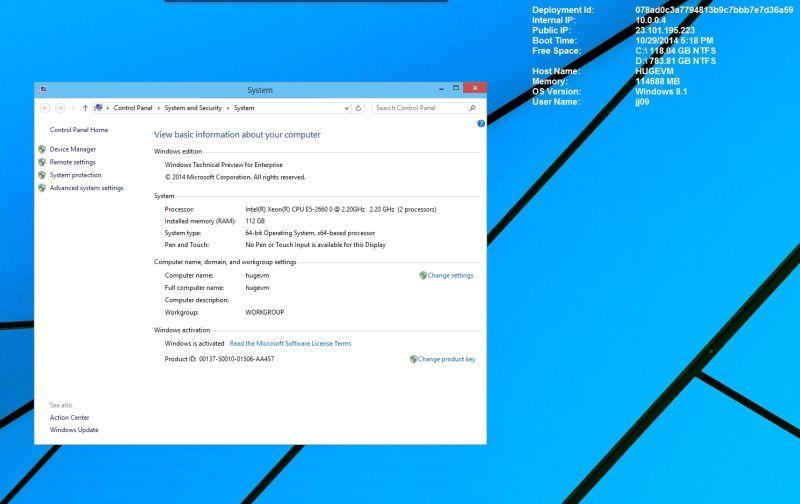 Deployment Id: 078ad0c3a7794813b9c7bbb7e7d36a59
Internal IP: 10.0.0.4
Public IP: 23.101.195.223
Boot Time: 10/29/2014 5:18 PM
Free Space: C:\ 118.04 GB NTFS
D:\ 783.81 GB NTFS
Host Name: HUGEVM
Memory: 114688 MB
OS Version: Windows 8.1
User Name: jj09
System
Control Panel System and Security System
Search Control Panel
Control Panel Home
Device Manager
Remote settings
System protection
Advanced system settings
View basic information about your computer
Windows edition
Windows Technical Preview for Enterprise
© 2014 Microsoft Corporation. All rights reserved.
System
Processor: Intel(R) Xeon(R) CPU E5-2660 0 @ 2.20GHz 2.20 GHz (2 processors)
Installed memory (RAM): 112 GB
System type: 64-bit Operating System, x64-based processor
Pen and Touch: No Pen or Touch Input is available for this Display
Computer name, domain, and workgroup settings
Computer name: hugevm
Change settings
Full computer name: hugevm
Computer description:
Workgroup: WORKGROUP
Windows activation
Windows is activated Read the Microsoft Software License Terms
Product ID: 00137-50010-01506-AA457
Change product key
See also
Action Center
Windows Update